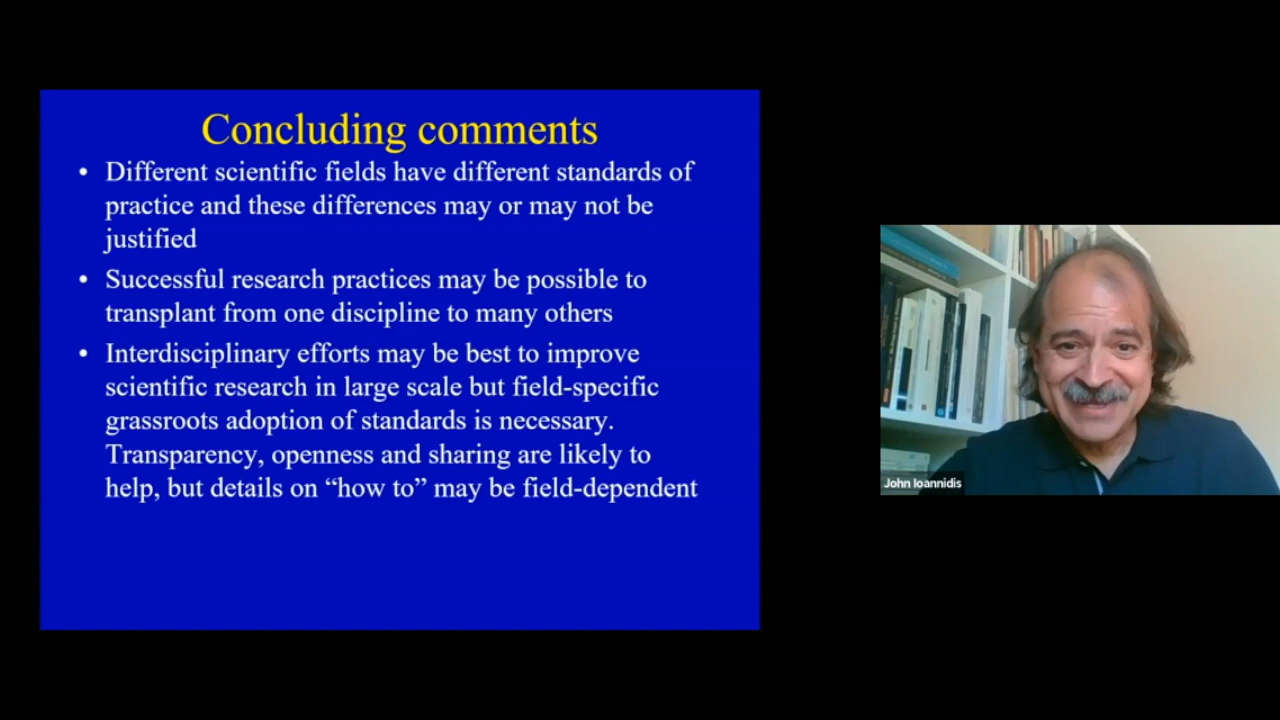 Concluding comments
• Different scientific fields have different standards of
practice and these differences may or may not be
justified
• Successful research practices may be possible to
transplant from one discipline to many others
• Interdisciplinary efforts may be best to improve
scientific research in large scale but field-specific
grassroots adoption of standards is necessary.
Transparency, openness and sharing are likely to
help, but details on “how to” may be field-dependent
John Ioannidis